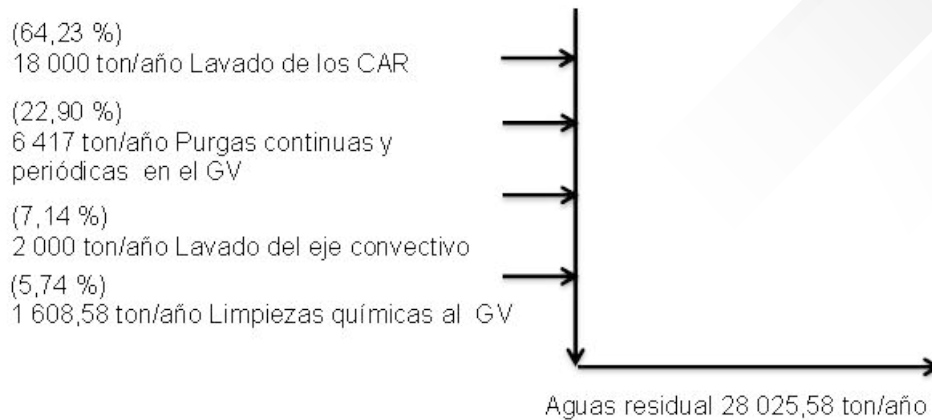 (64,23 %)
18 000 ton/año Lavado de los CAR
(22,90 %)
6 417 ton/año Purgas continuas y
periódicas en el GV
(7,14 %)
2 000 ton/año Lavado del eje convectivo
(5,74 %)
1 608,58 ton/año Limpiezas químicas al GV
Aguas residual 28 025,58 ton/año